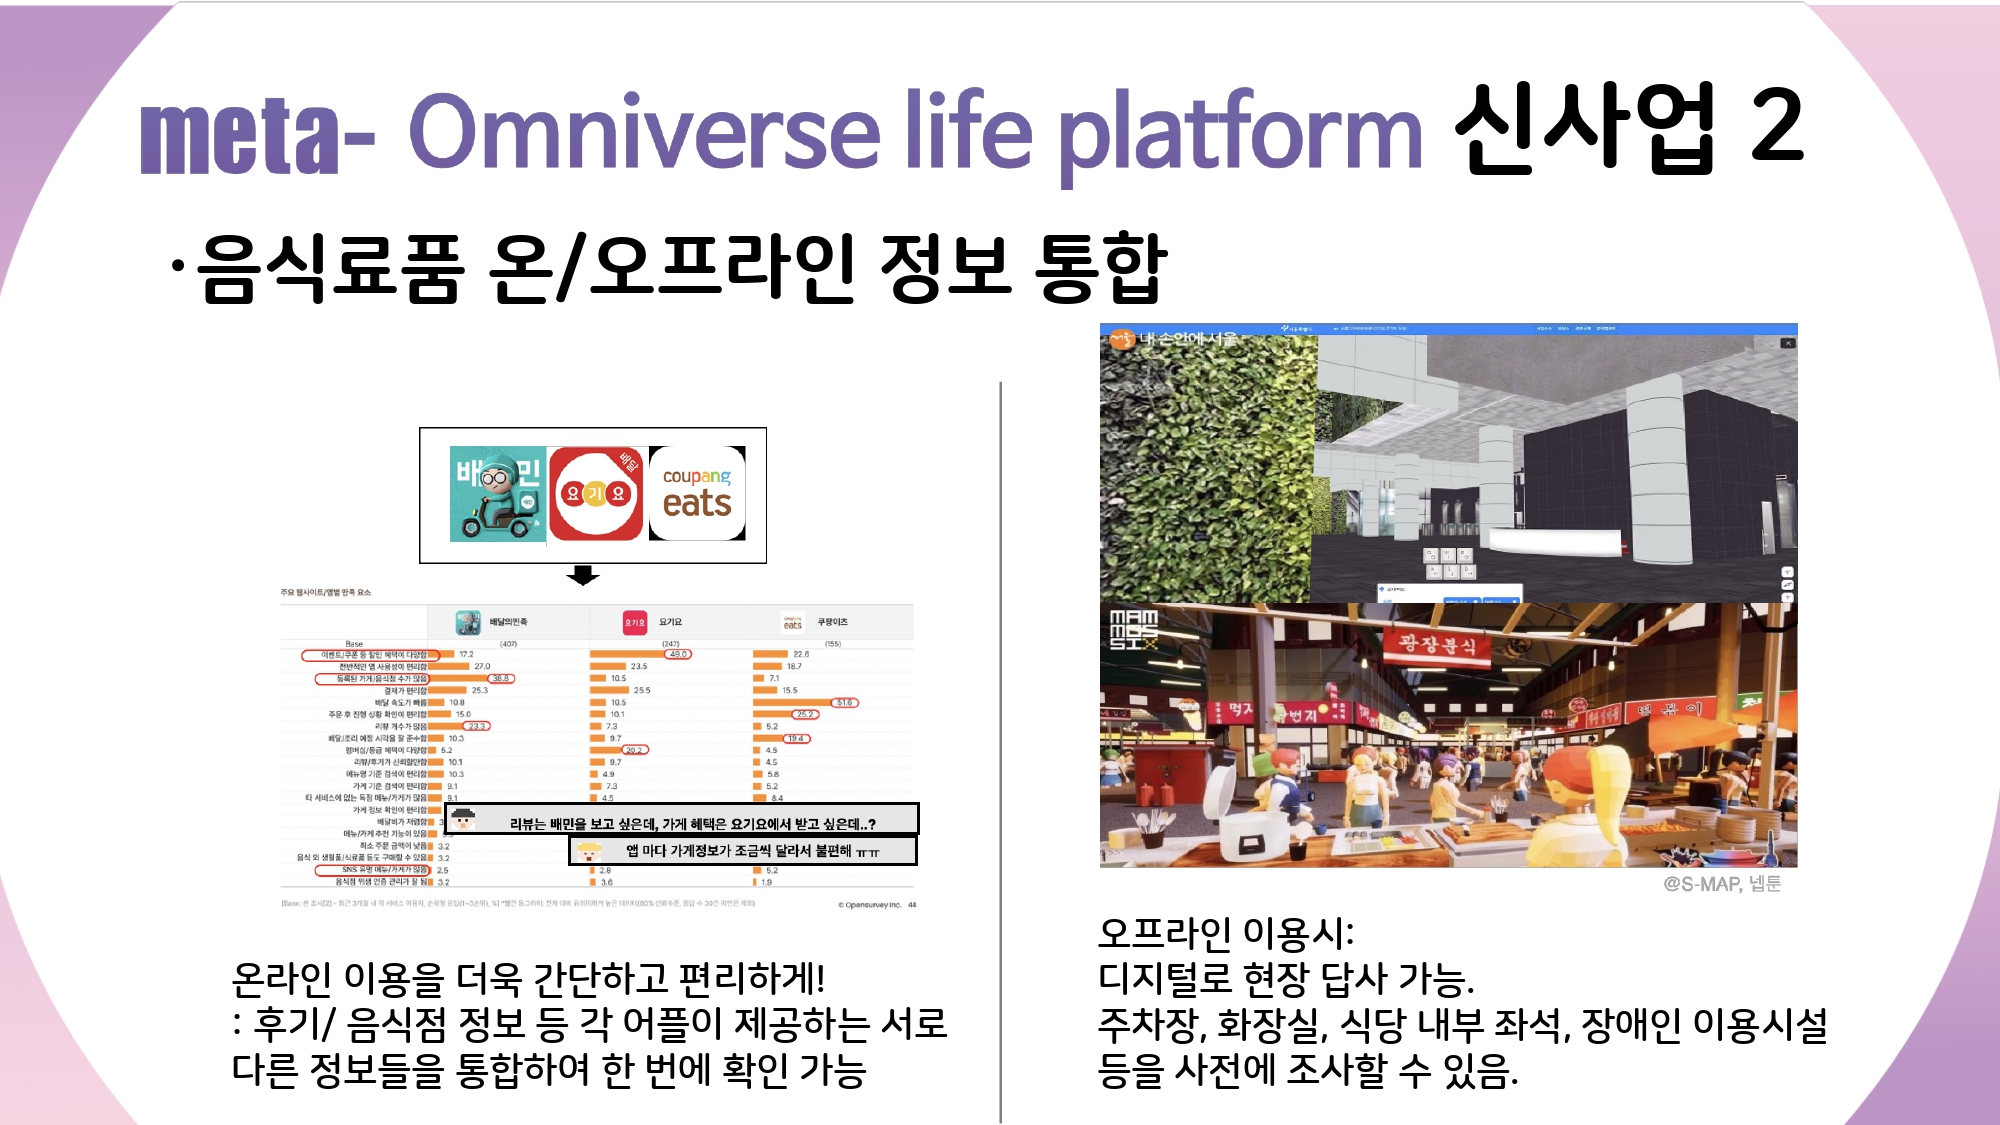 meta- Omniverse life platform 신사업 2
·음식료품 온/오프라인 정보 통합
배민
배달
요기요
coupang
eats
주요 웹사이트/앱별 만족 요소
배달의민족 요기요 쿠팡이츠
Base (407) (247) (155)
이벤트/쿠폰 등 할인 혜택이 다양함 17.2 49.0 22.6
전반적인 앱 사용성이 편리함 27.0 23.5 18.7
등록된 가게/음식점 수가 많음 38.8 10.5 7.1
결제가 편리함 25.3 25.5 15.5
배달 속도가 빠름 10.8 10.5 51.6
주문 후 진행 상황 확인이 편리함 15.0 10.1 25.2
리뷰 개수가 많음 23.3 7.3 5.2
배달/조리 예정 시각을 잘 준수함 10.3 9.7 19.4
멤버십/등급 혜택이 다양함 5.2 20.2 4.5
리뷰/후기가 신뢰할만함 10.1 9.7 4.5
메뉴명 기준 검색이 편리함 10.3 4.9 5.8
가게 기준 검색이 편리함 9.1 7.3 5.2
타 서비스에 없는 독점 메뉴/가게가 많음 9.1 4.5 8.4
가게 정보 확인이 편리함
배달비가 저렴함
메뉴/가게 추천 기능이 있음
최소 주문 금액이 낮음 3.2
음식 외 생필품/식료품 등도 구매할 수 있음 3.2
SNS 유명 메뉴/가게가 많음 2.5 2.8 5.2
음식점 위생 인증 관리가 잘 됨 3.2 3.6 1.9
리뷰는 배민을 보고 싶은데, 가게 혜택은 요기요에서 받고 싶은데..?
앱 마다 가게정보가 조금씩 달라서 불편해 ㅠㅠ
© Opensurvey Inc. 44
온라인 이용을 더욱 간단하고 편리하게!
: 후기/ 음식점 정보 등 각 어플이 제공하는 서로
다른 정보들을 통합하여 한 번에 확인 가능
서울 내 손안에 서울
광장분식
떡볶이
@S-MAP, 넵튠
오프라인 이용시:
디지털로 현장 답사 가능.
주차장, 화장실, 식당 내부 좌석, 장애인 이용시설
등을 사전에 조사할 수 있음.